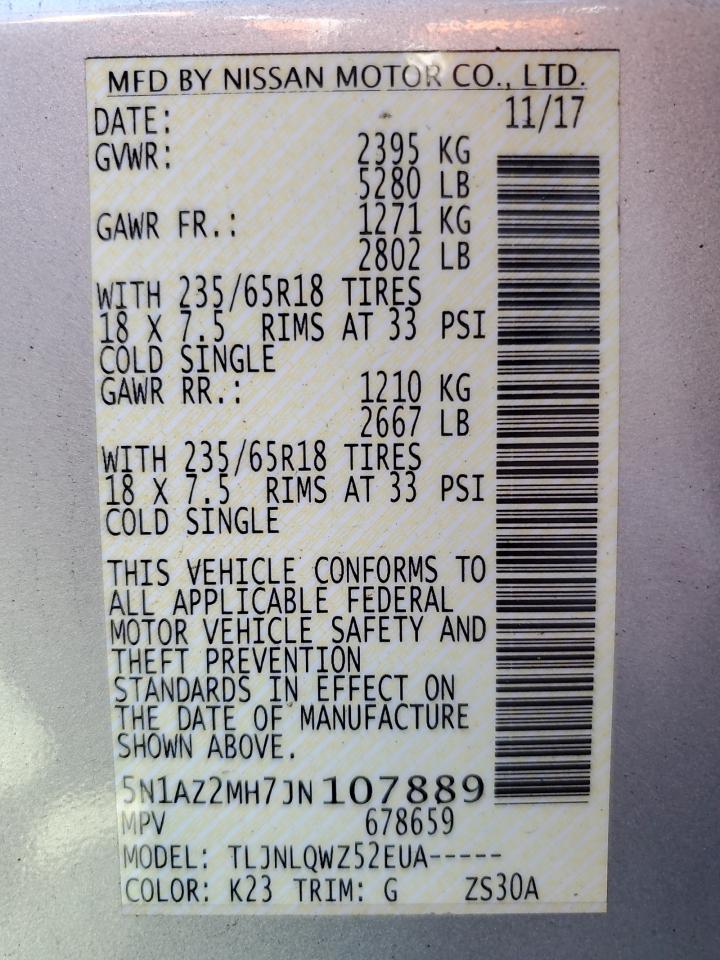 MFD BY NISSAN MOTOR CO., LTD.
DATE: 11/17
GVWR: 2395 KG
5280 LB
GAWR FR.: 1271 KG
2802 LB
WITH 235/65R18 TIRES
18 X 7.5 RIMS AT 33 PSI
COLD SINGLE
GAWR RR.: 1210 KG
2667 LB
WITH 235/65R18 TIRES
18 X 7.5 RIMS AT 33 PSI
COLD SINGLE
THIS VEHICLE CONFORMS TO
ALL APPLICABLE FEDERAL
MOTOR VEHICLE SAFETY AND
THEFT PREVENTION
STANDARDS IN EFFECT ON
THE DATE OF MANUFACTURE
SHOWN ABOVE.
5N1AZ2MH7JN107889
MPV 678659
MODEL: TLJNLQWZ52EUA-----
COLOR: K23 TRIM: G ZS30A